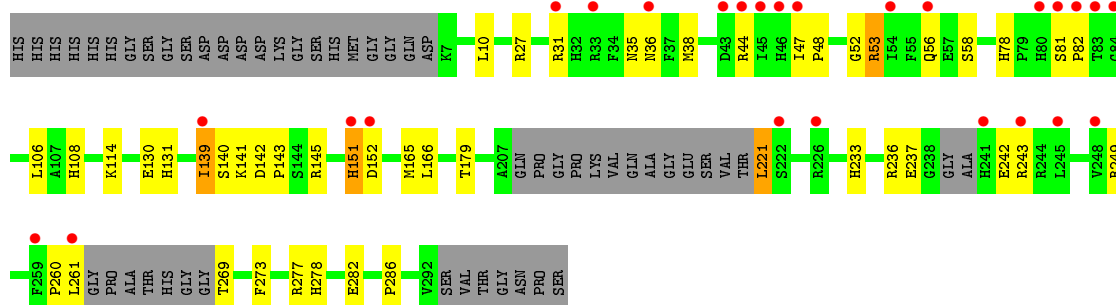 HIS HIS HIS HIS HIS HIS HIS GLY SER GLY SER ASP ASP ASP ASP LYS GLY SER HIS MET GLY GLY GLN ASP K7 L10 R27 R31 H32 R33 F34 N35 N36 F37 M38 D43 R44 I45 H46 I47 P48 G52 R53 I54 F55 Q56 E57 S58 H78 P79 H80 S81 P82 T83
L106 A107 H108 K114 E130 H131 I139 S140 K141 D142 P143 S144 R145 H151 D152 M165 L166 T179 A207 GLN PRO GLY PRO LYS VAL GLN ALA GLY GLU SER VAL THR L221 S222 R226 H233 R236 E237 G238 GLY ALA H241 E242 R243 R244 L245 V248
F259 P260 L261 GLY PRO ALA THR HIS GLY GLY T269 F273 R277 H278 E282 P286 V292 SER VAL THR GLY ASN PRO SER